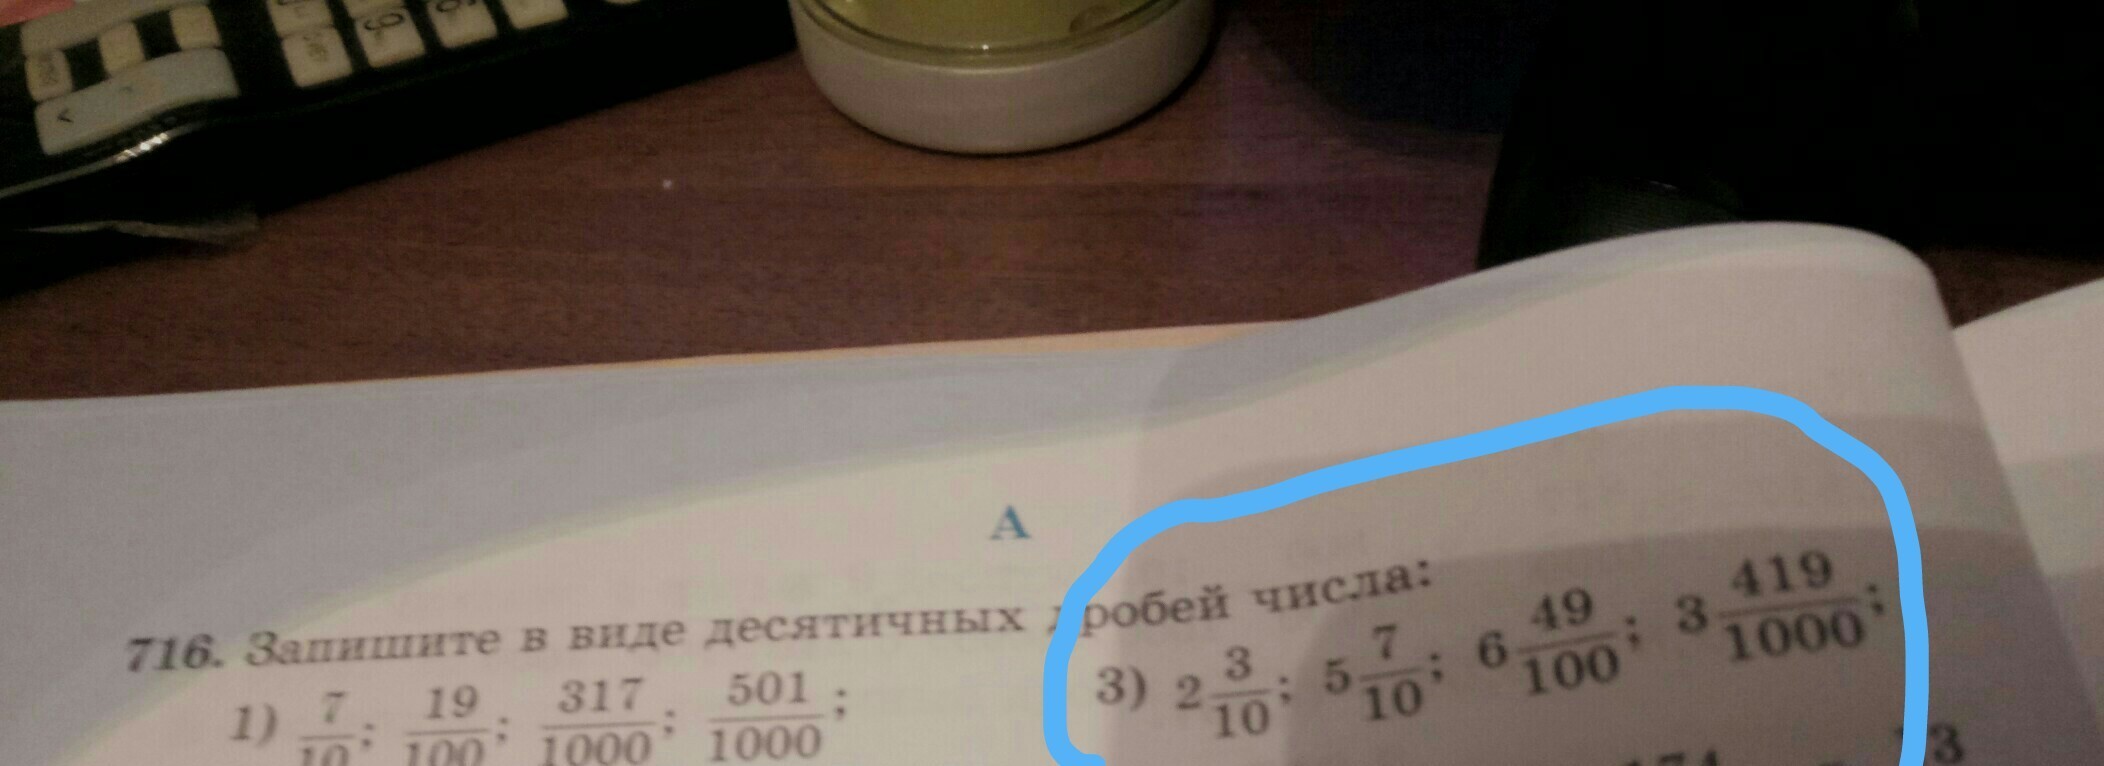 A
716. Запишите в виде десятичных дробей числа:
1) 7/10; 19/100; 317/1000; 501/1000; 3) 2 3/10; 5 7/10; 6 49/100; 3 419/1000;